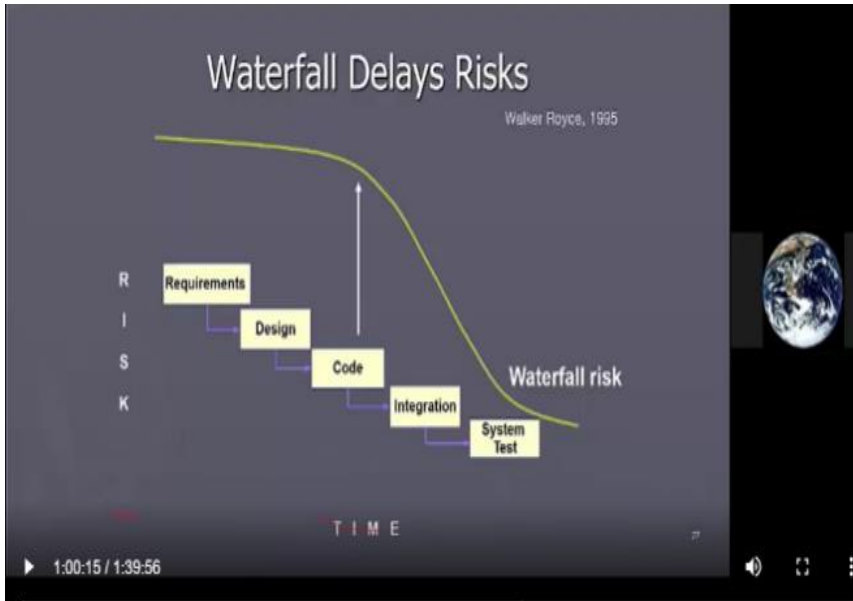 Waterfall Delays Risks
Walker Royce, 1995
R
I
S
K
Requirements
Design
Code
Integration
System
Test
Waterfall risk
T I M E
27
1:00:15 / 1:39:56